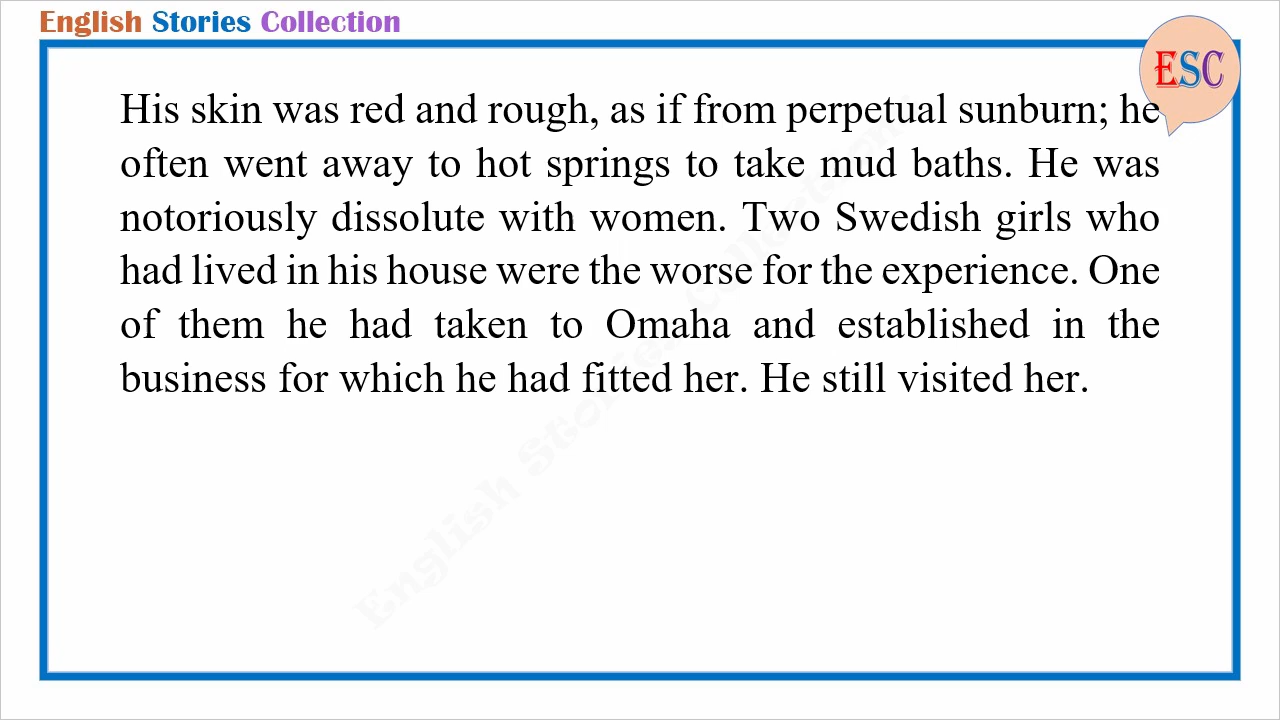 English Stories Collection
ESC
His skin was red and rough, as if from perpetual sunburn; he
often went away to hot springs to take mud baths. He was
notoriously dissolute with women. Two Swedish girls who
had lived in his house were the worse for the experience. One
of them he had taken to Omaha and established in the
business for which he had fitted her. He still visited her.
English Stories Collection